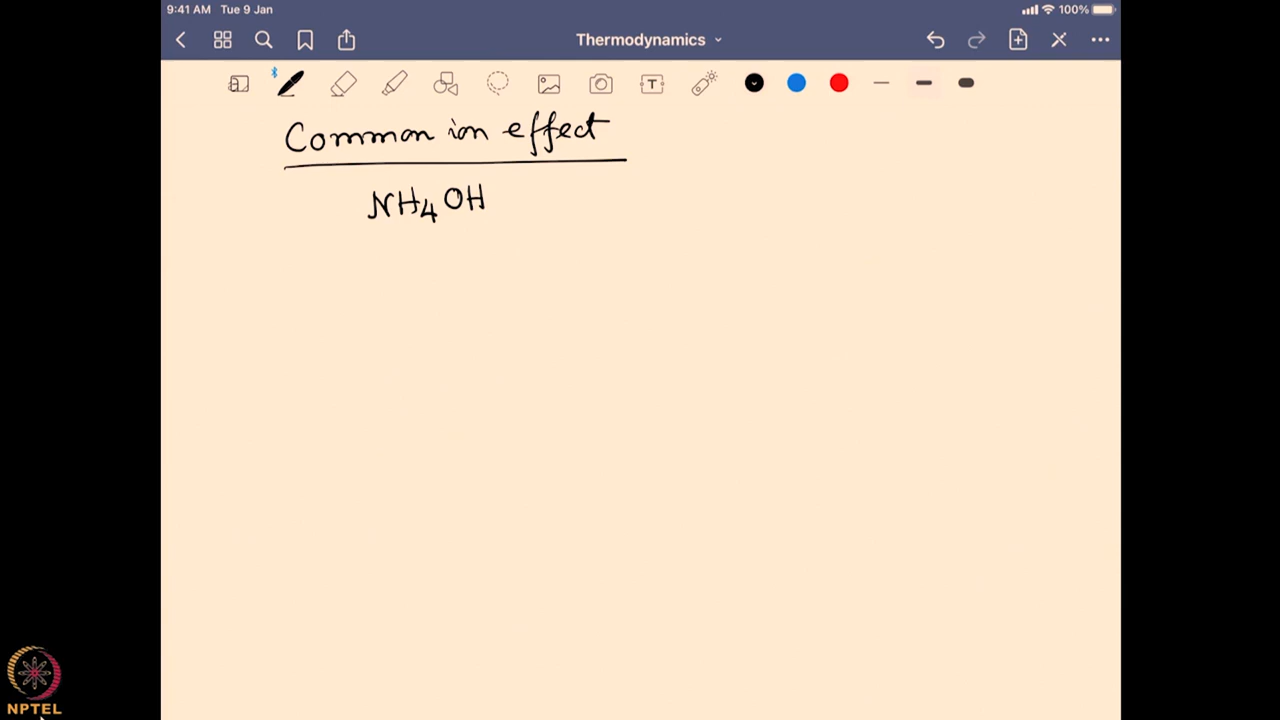 9:41 AM Tue 9 Jan 100%
Thermodynamics
T
Common ion effect
NH₄OH
NPTEL